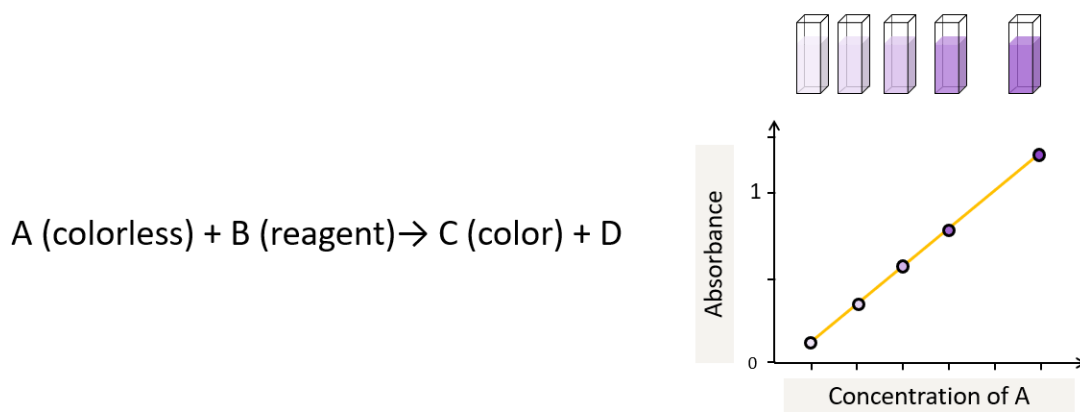 A (colorless) + B (reagent)→ C (color) + D
Absorbance
1
0
Concentration of A